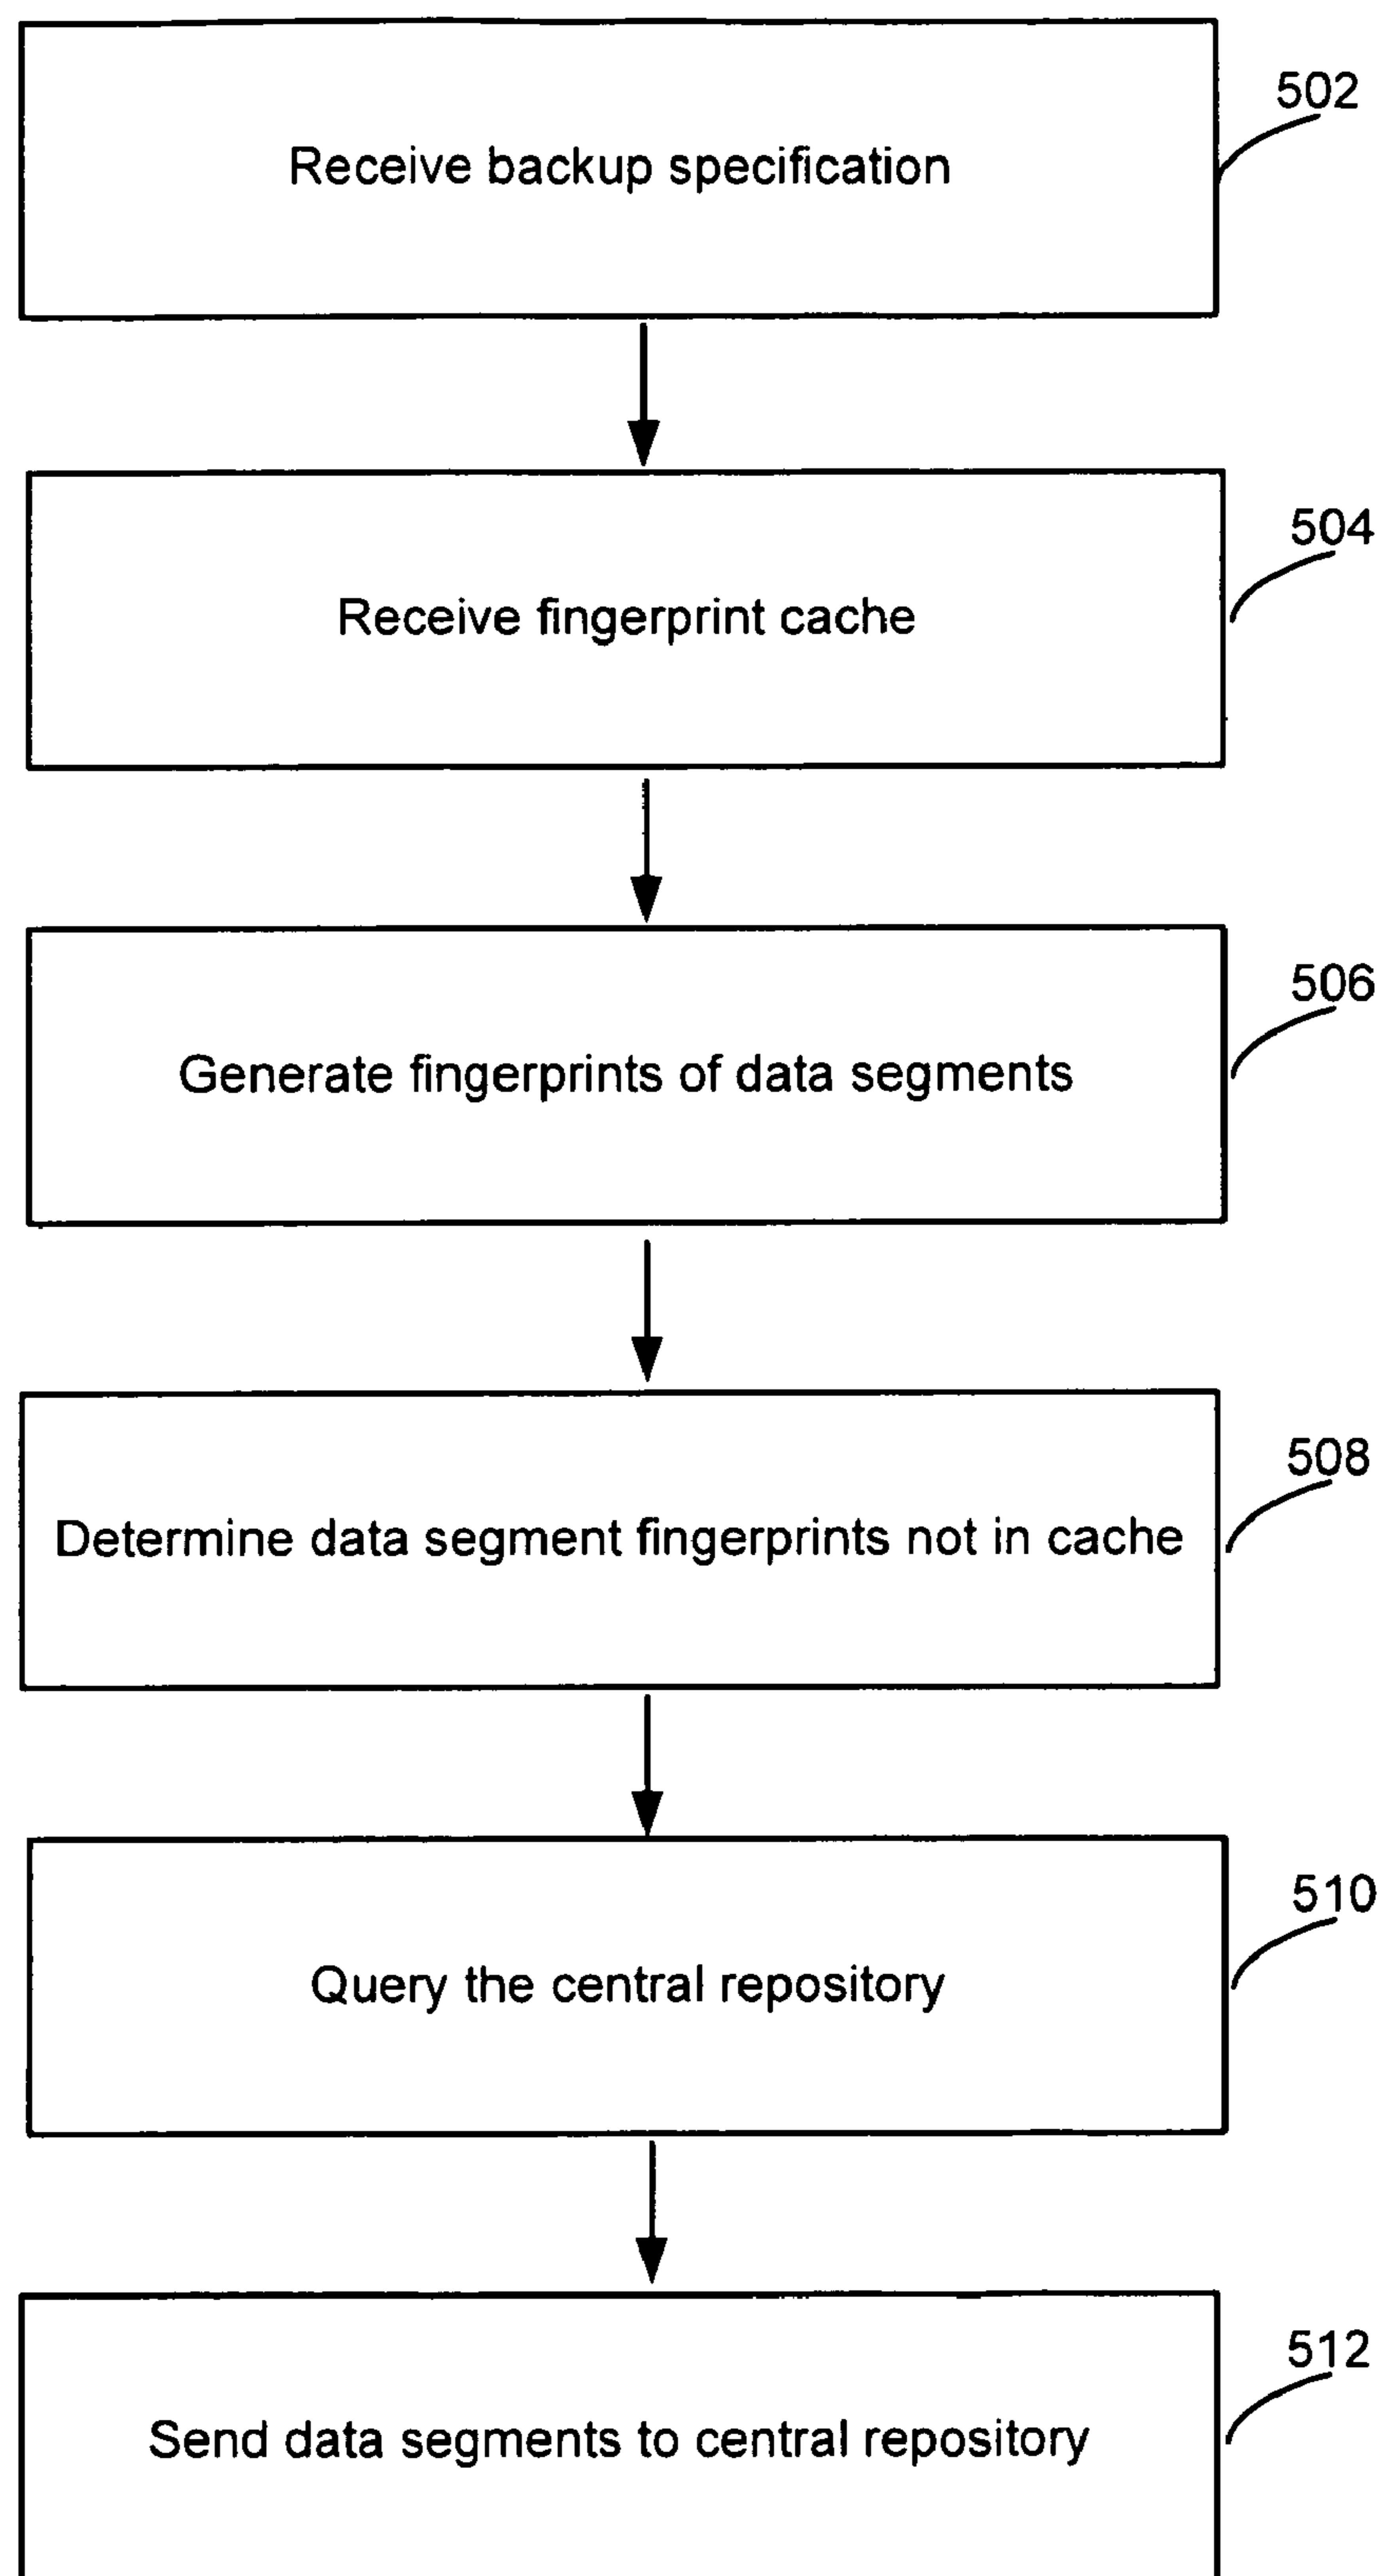 502
Receive backup specification
504
Receive fingerprint cache
506
Generate fingerprints of data segments
508
Determine data segment fingerprints not in cache
510
Query the central repository
512
Send data segments to central repository